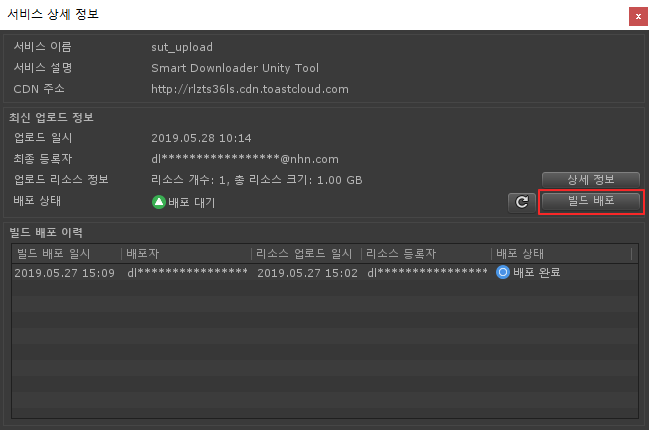 서비스 상세 정보 x
서비스 이름 sut_upload
서비스 설명 Smart Downloader Unity Tool
CDN 주소 http://rlzts36ls.cdn.toastcloud.com
최신 업로드 정보
업로드 일시 2019.05.28 10:14
최종 등록자 dl*****************@nhn.com
업로드 리소스 정보 리소스 개수: 1, 총 리소스 크기: 1.00 GB 상세 정보
배포 상태 배포 대기 빌드 배포
빌드 배포 이력
빌드 배포 일시 배포자 리소스 업로드 일시 리소스 등록자 배포 상태
2019.05.27 15:09 dl**************** 2019.05.27 15:02 dl**************** 배포 완료